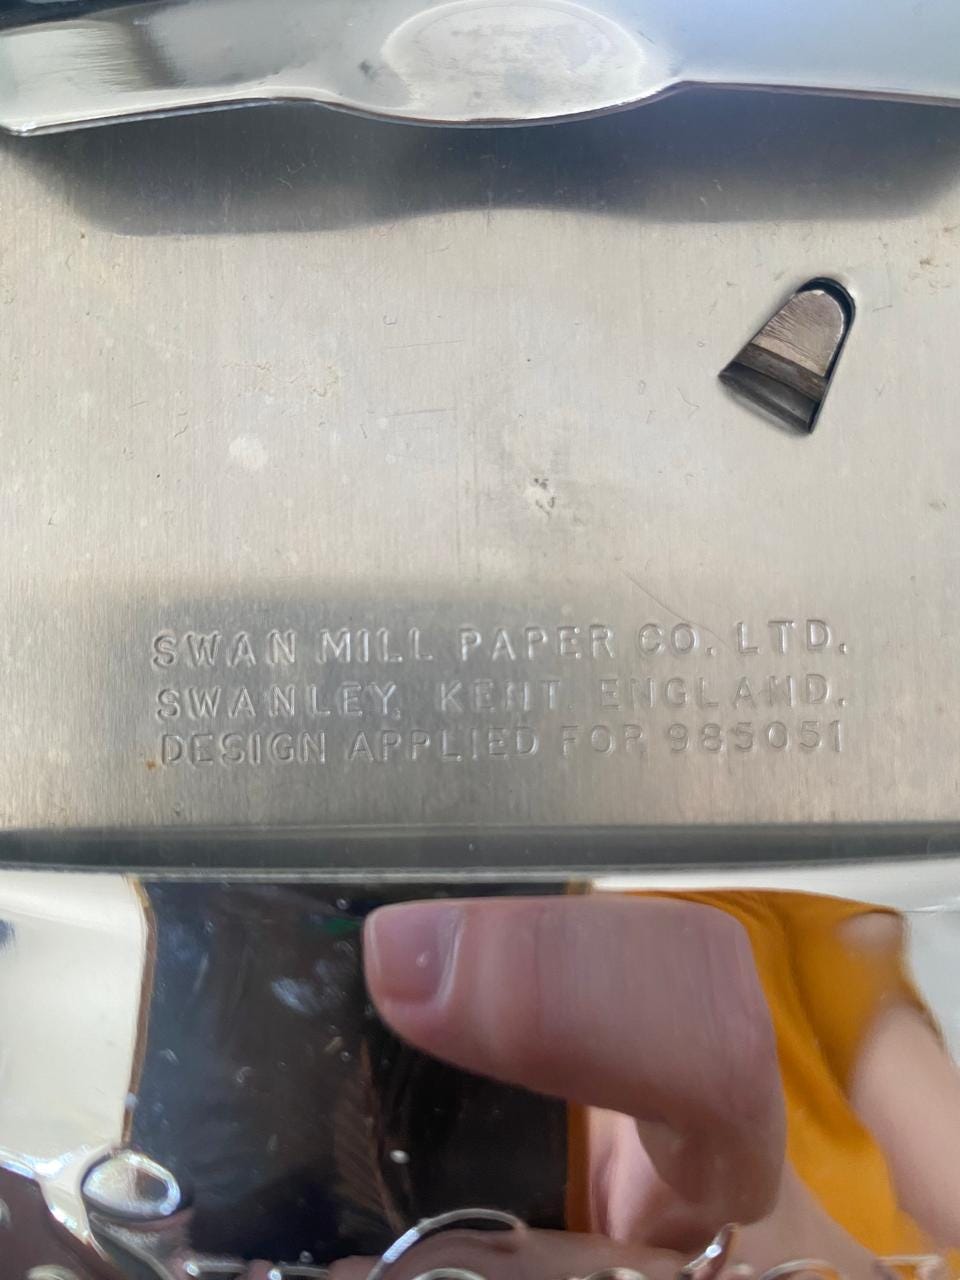 SWAN MILL PAPER CO. LTD.
SWANLEY, KENT. ENGLAND.
DESIGN APPLIED FOR 985051